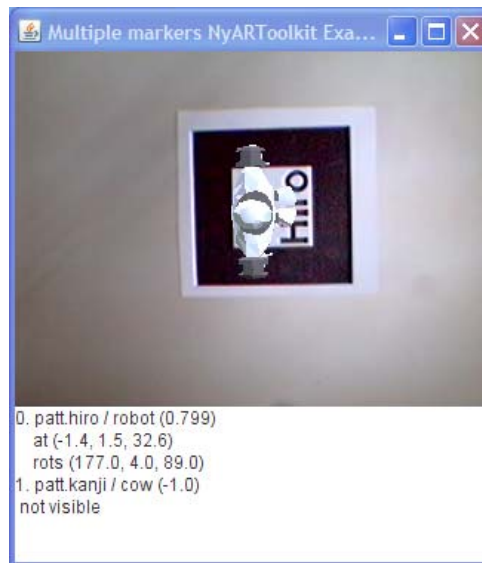 Multiple markers NyARToolkit Exa...
Hiro
0. patt.hiro / robot (0.799)
at (-1.4, 1.5, 32.6)
rots (177.0, 4.0, 89.0)
1. patt.kanji / cow (-1.0)
not visible